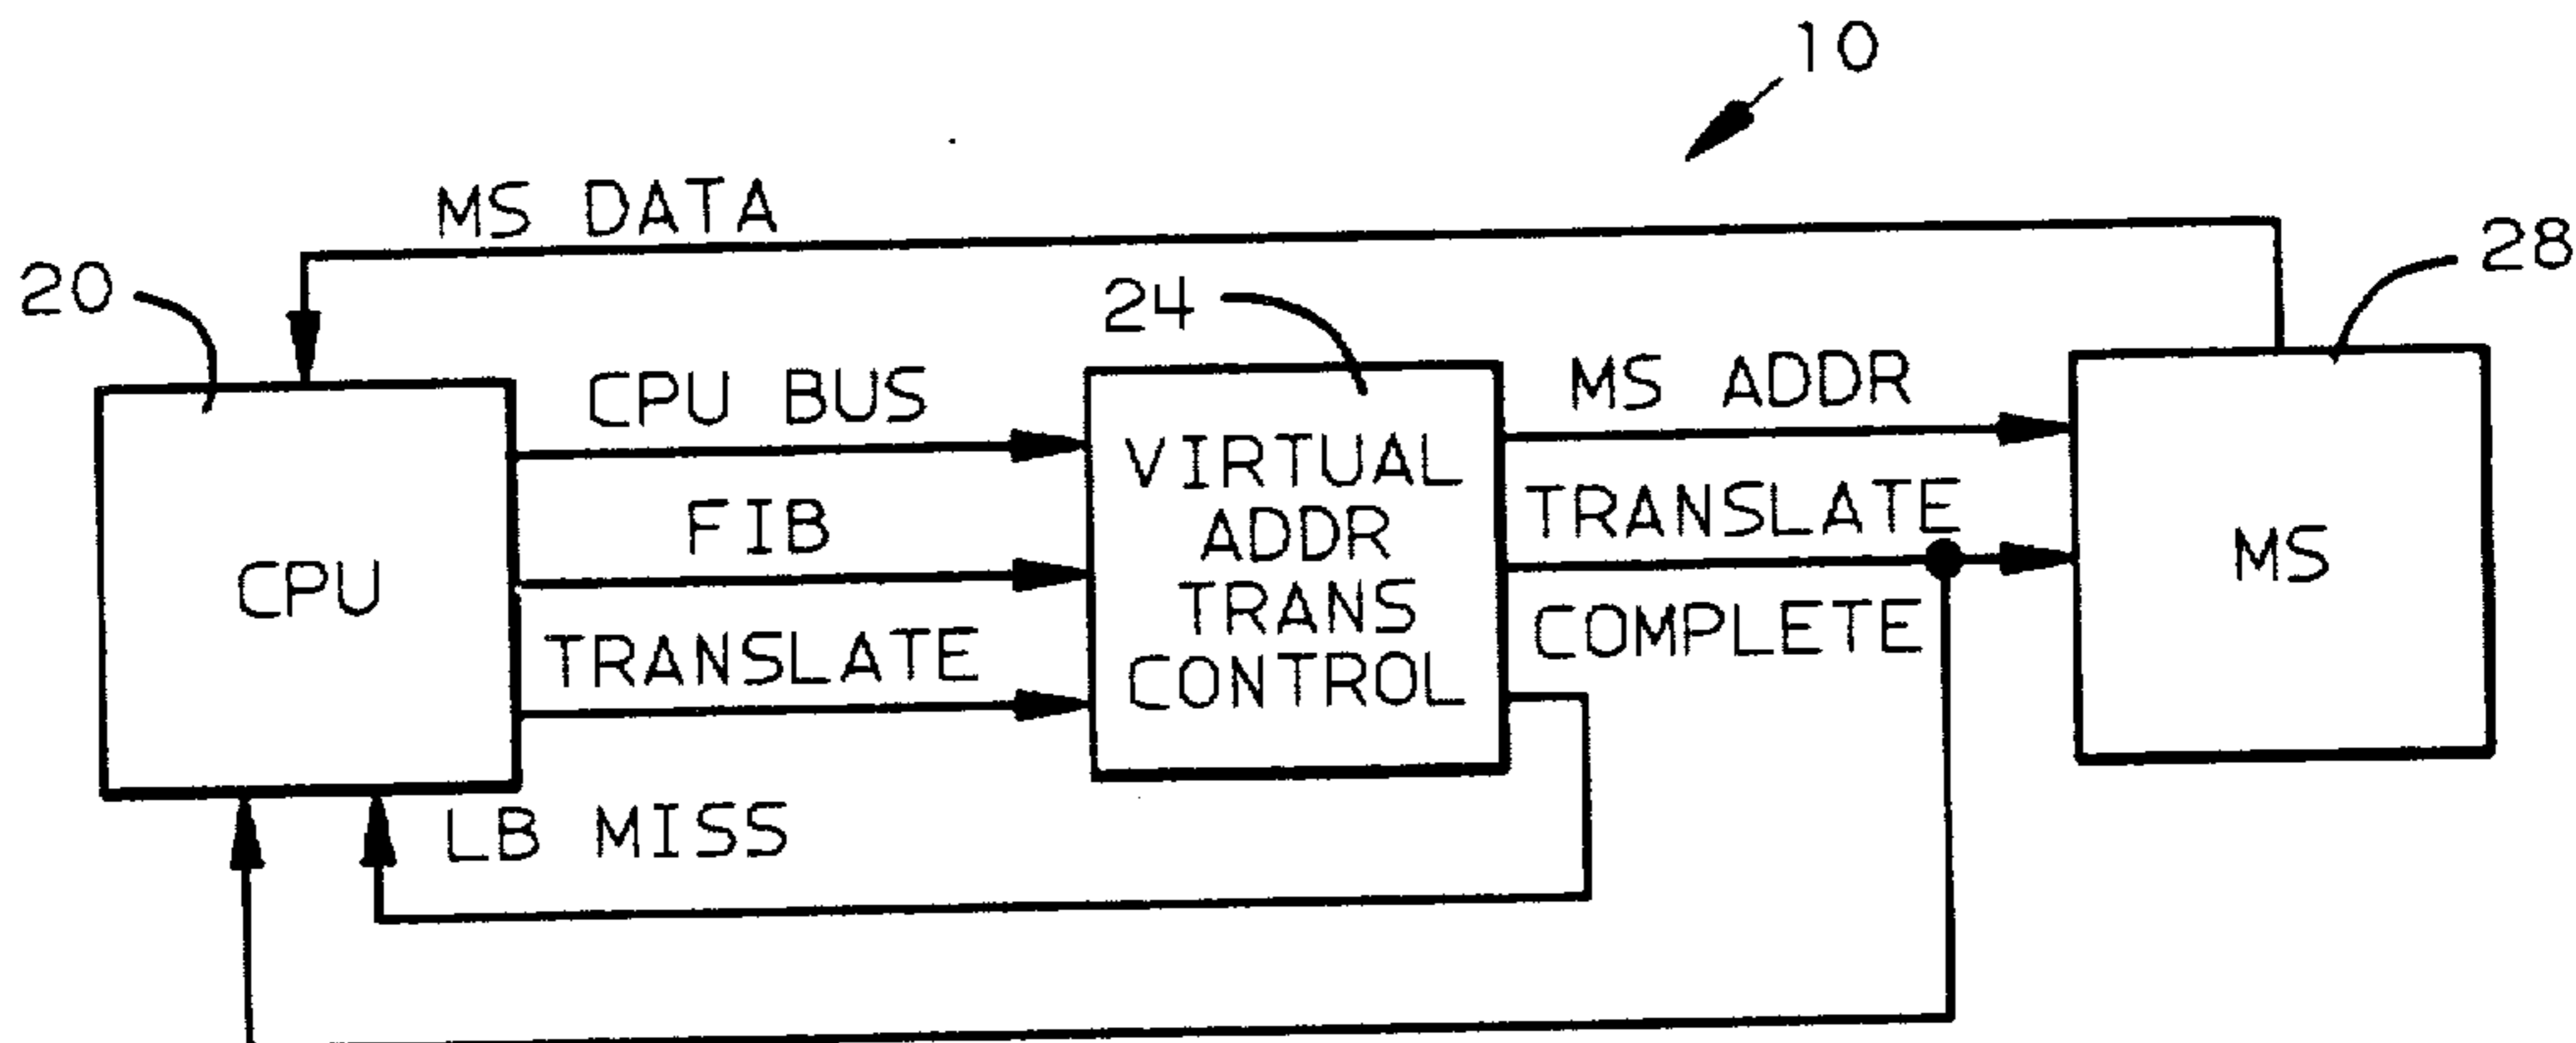 10
MS DATA
20
24
28
CPU BUS
MS ADDR
FIB
TRANSLATE
CPU
TRANSLATE
COMPLETE
VIRTUAL
ADDR
TRANS
CONTROL
MS
LB MISS